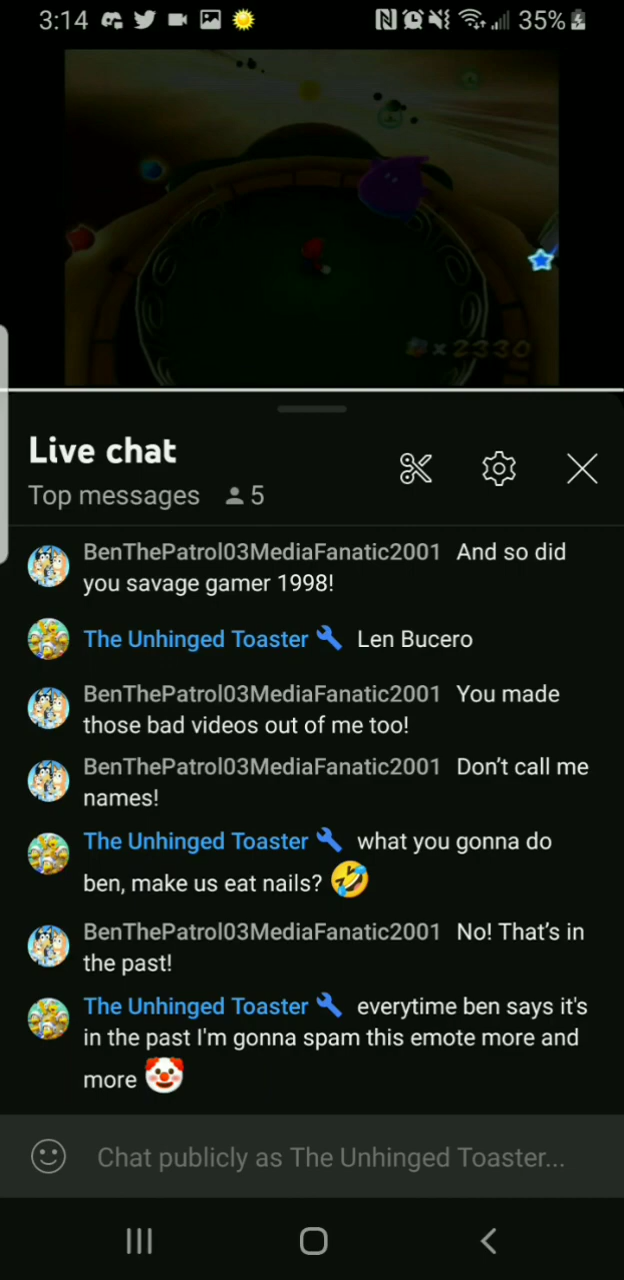 3:14
35%
× 2330
Live chat
Top messages 5
BenThePatrol03MediaFanatic2001 And so did
you savage gamer 1998!
The Unhinged Toaster Len Bucero
BenThePatrol03MediaFanatic2001 You made
those bad videos out of me too!
BenThePatrol03MediaFanatic2001 Don’t call me
names!
The Unhinged Toaster what you gonna do
ben, make us eat nails? 🤣
BenThePatrol03MediaFanatic2001 No! That’s in
the past!
The Unhinged Toaster everytime ben says it's
in the past I'm gonna spam this emote more and
more 🤡
Chat publicly as The Unhinged Toaster...